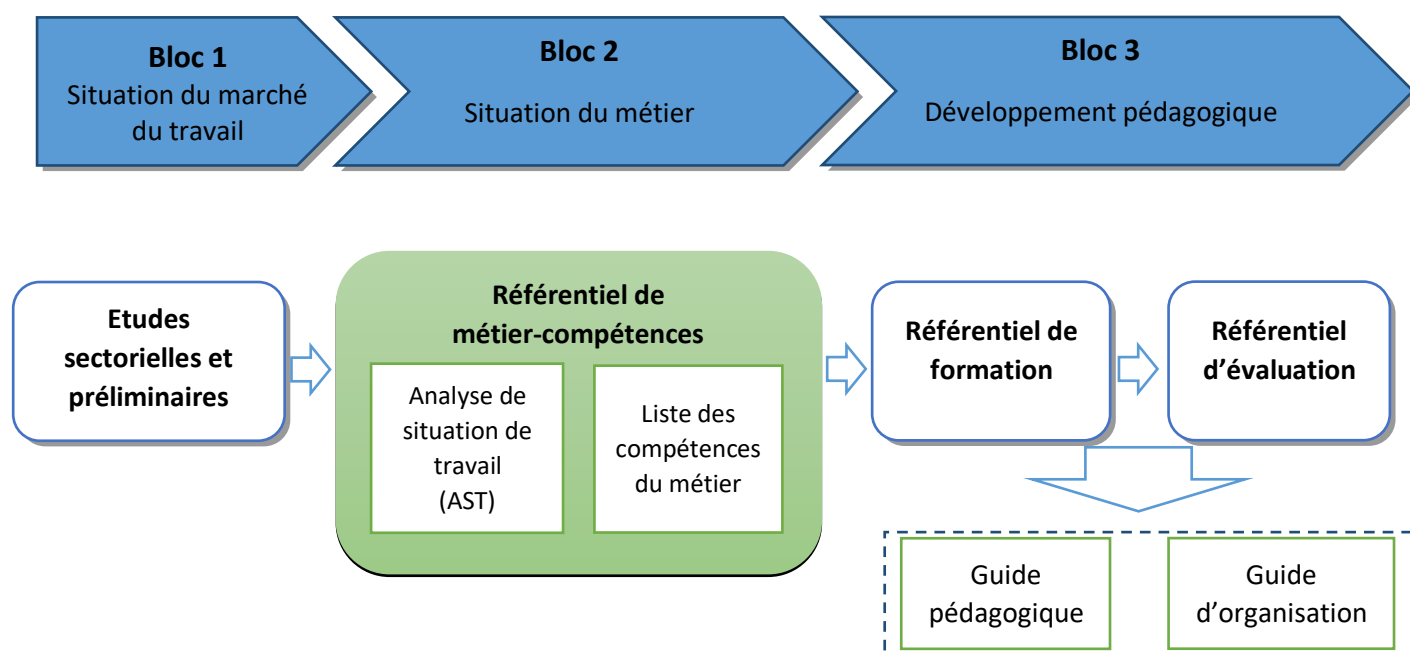 Bloc 1
Situation du marché
du travail
Bloc 2
Situation du métier
Bloc 3
Développement pédagogique
Etudes
sectorielles et
préliminaires
Référentiel de
métier-compétences
Analyse de
situation de
travail
(AST)
Liste des
compétences
du métier
Référentiel de
formation
Référentiel
d’évaluation
Guide
pédagogique
Guide
d’organisation